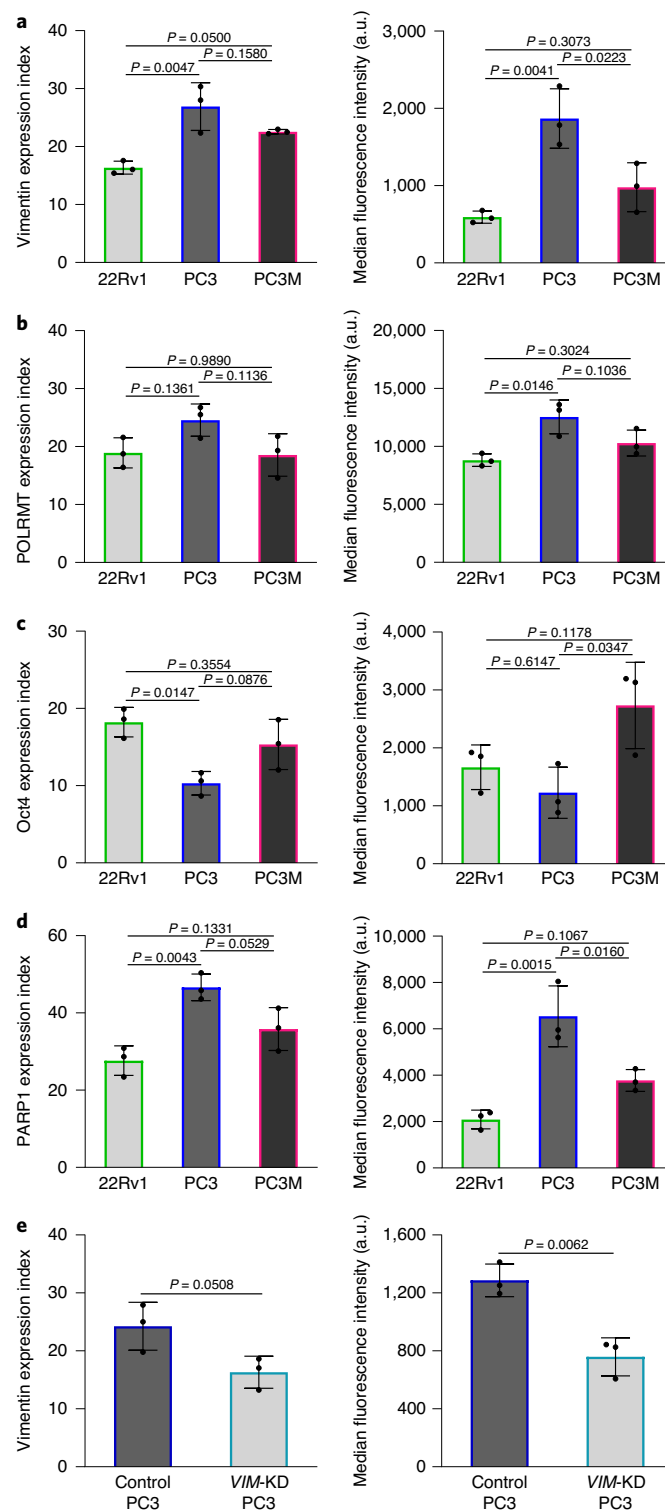 a
Vimentin expression index
40
30
20
10
0
P = 0.0500
P = 0.1580
P = 0.0047
22Rv1 PC3 PC3M
Median fluorescence intensity (a.u.)
3,000
2,000
1,000
0
P = 0.3073
P = 0.0223
P = 0.0041
22Rv1 PC3 PC3M
b
POLRMT expression index
40
30
20
10
0
P = 0.9890
P = 0.1136
P = 0.1361
22Rv1 PC3 PC3M
Median fluorescence intensity (a.u.)
20,000
15,000
10,000
5,000
0
P = 0.3024
P = 0.1036
P = 0.0146
22Rv1 PC3 PC3M
c
Oct4 expression index
30
20
10
0
P = 0.3554
P = 0.0876
P = 0.0147
22Rv1 PC3 PC3M
Median fluorescence intensity (a.u.)
4,000
3,000
2,000
1,000
0
P = 0.1178
P = 0.0347
P = 0.6147
22Rv1 PC3 PC3M
d
PARP1 expression index
60
40
20
0
P = 0.1331
P = 0.0529
P = 0.0043
22Rv1 PC3 PC3M
Median fluorescence intensity (a.u.)
10,000
8,000
6,000
4,000
2,000
0
P = 0.1067
P = 0.0160
P = 0.0015
22Rv1 PC3 PC3M
e
Vimentin expression index
40
30
20
10
0
P = 0.0508
Control VIM-KD
PC3 PC3
Median fluorescence intensity (a.u.)
1,600
1,200
800
400
0
P = 0.0062
Control VIM-KD
PC3 PC3